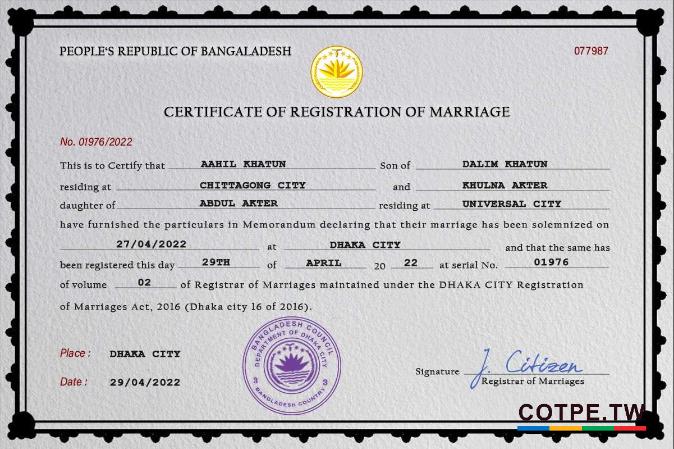 PEOPLE'S REPUBLIC OF BANGALADESH
077987
CERTIFICATE OF REGISTRATION OF MARRIAGE
No. 01976/2022
This is to Certify that AAHIL KHATUN Son of DALIM KHATUN
residing at CHITTAGONG CITY and KHULNA AKTER
daughter of ABDUL AKTER residing at UNIVERSAL CITY
have furnished the particulars in Memorandum declaring that their marriage has been solemnized on
27/04/2022 at DHAKA CITY and that the same has
been registered this day 29TH of APRIL 20 22 at serial No. 01976
of volume 02 of Registrar of Marriages maintained under the DHAKA CITY Registration
of Marriages Act, 2016 (Dhaka city 16 of 2016).
BANGLADESH COUNCIL
DEPARTMENT OF DHAKA CITY
BANGLADESH COUNTRY
Place : DHAKA CITY
Date : 29/04/2022
Signature J. Citizen
Registrar of Marriages
COTPE.TW